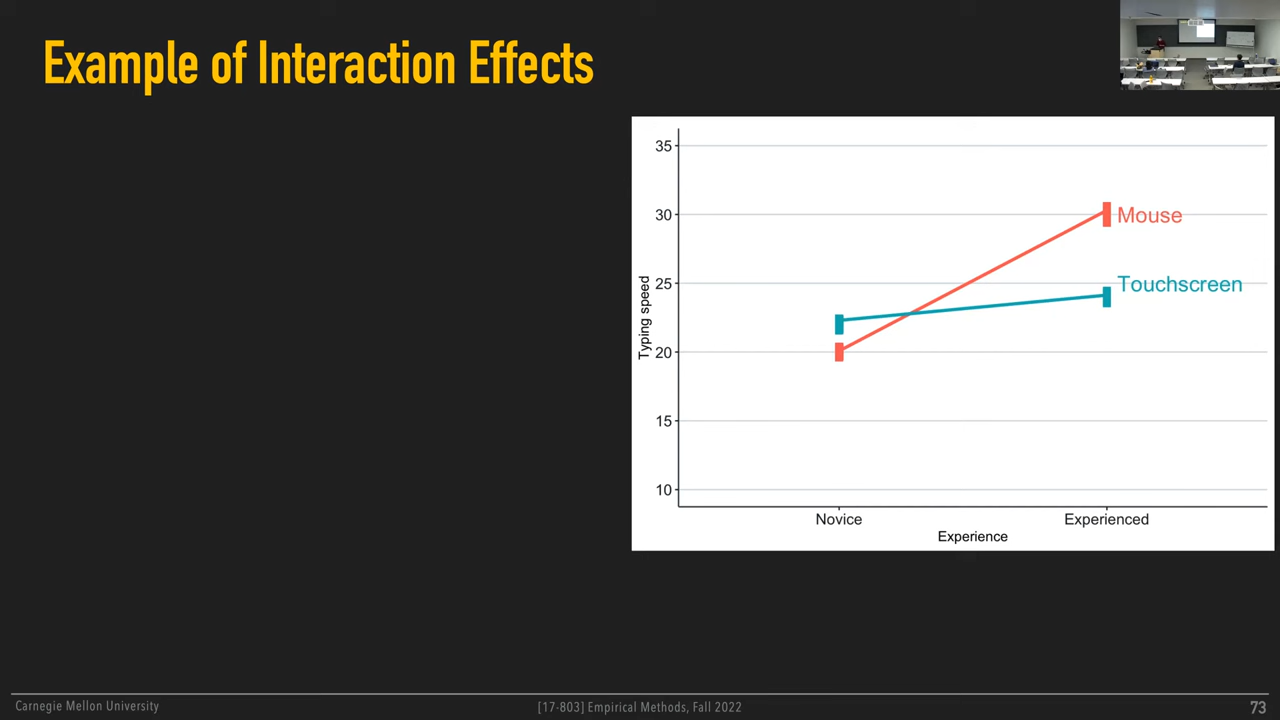 Example of Interaction Effects
35
30
25
20
15
10
Typing speed
Mouse
Touchscreen
Novice
Experienced
Experience
Carnegie Mellon University
[17-803] Empirical Methods, Fall 2022
73